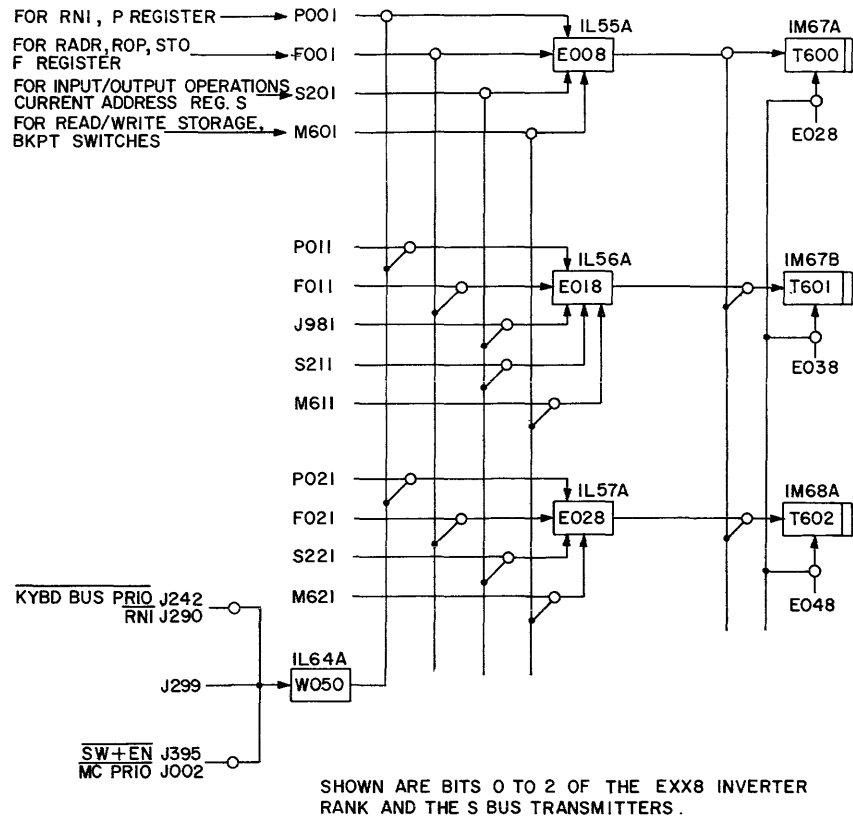 FOR RNI, P REGISTER
P001
IL55A
IM67A
FOR RADR, ROP, STO
F REGISTER
F001
E008
T600
FOR INPUT/OUTPUT OPERATIONS
CURRENT ADDRESS REG. S
S201
FOR READ/WRITE STORAGE,
BKPT SWITCHES
M601
E028
P011
IL56A
IM67B
F011
E018
T601
J981
S211
E038
M611
P021
IL57A
IM68A
F021
E028
T602
S221
M621
E048
KYBD BUS PRIO J242
RNI J290
IL64A
J299
W050
SW+EN J395
MC PRIO J002
SHOWN ARE BITS 0 TO 2 OF THE EXX8 INVERTER
RANK AND THE S BUS TRANSMITTERS.